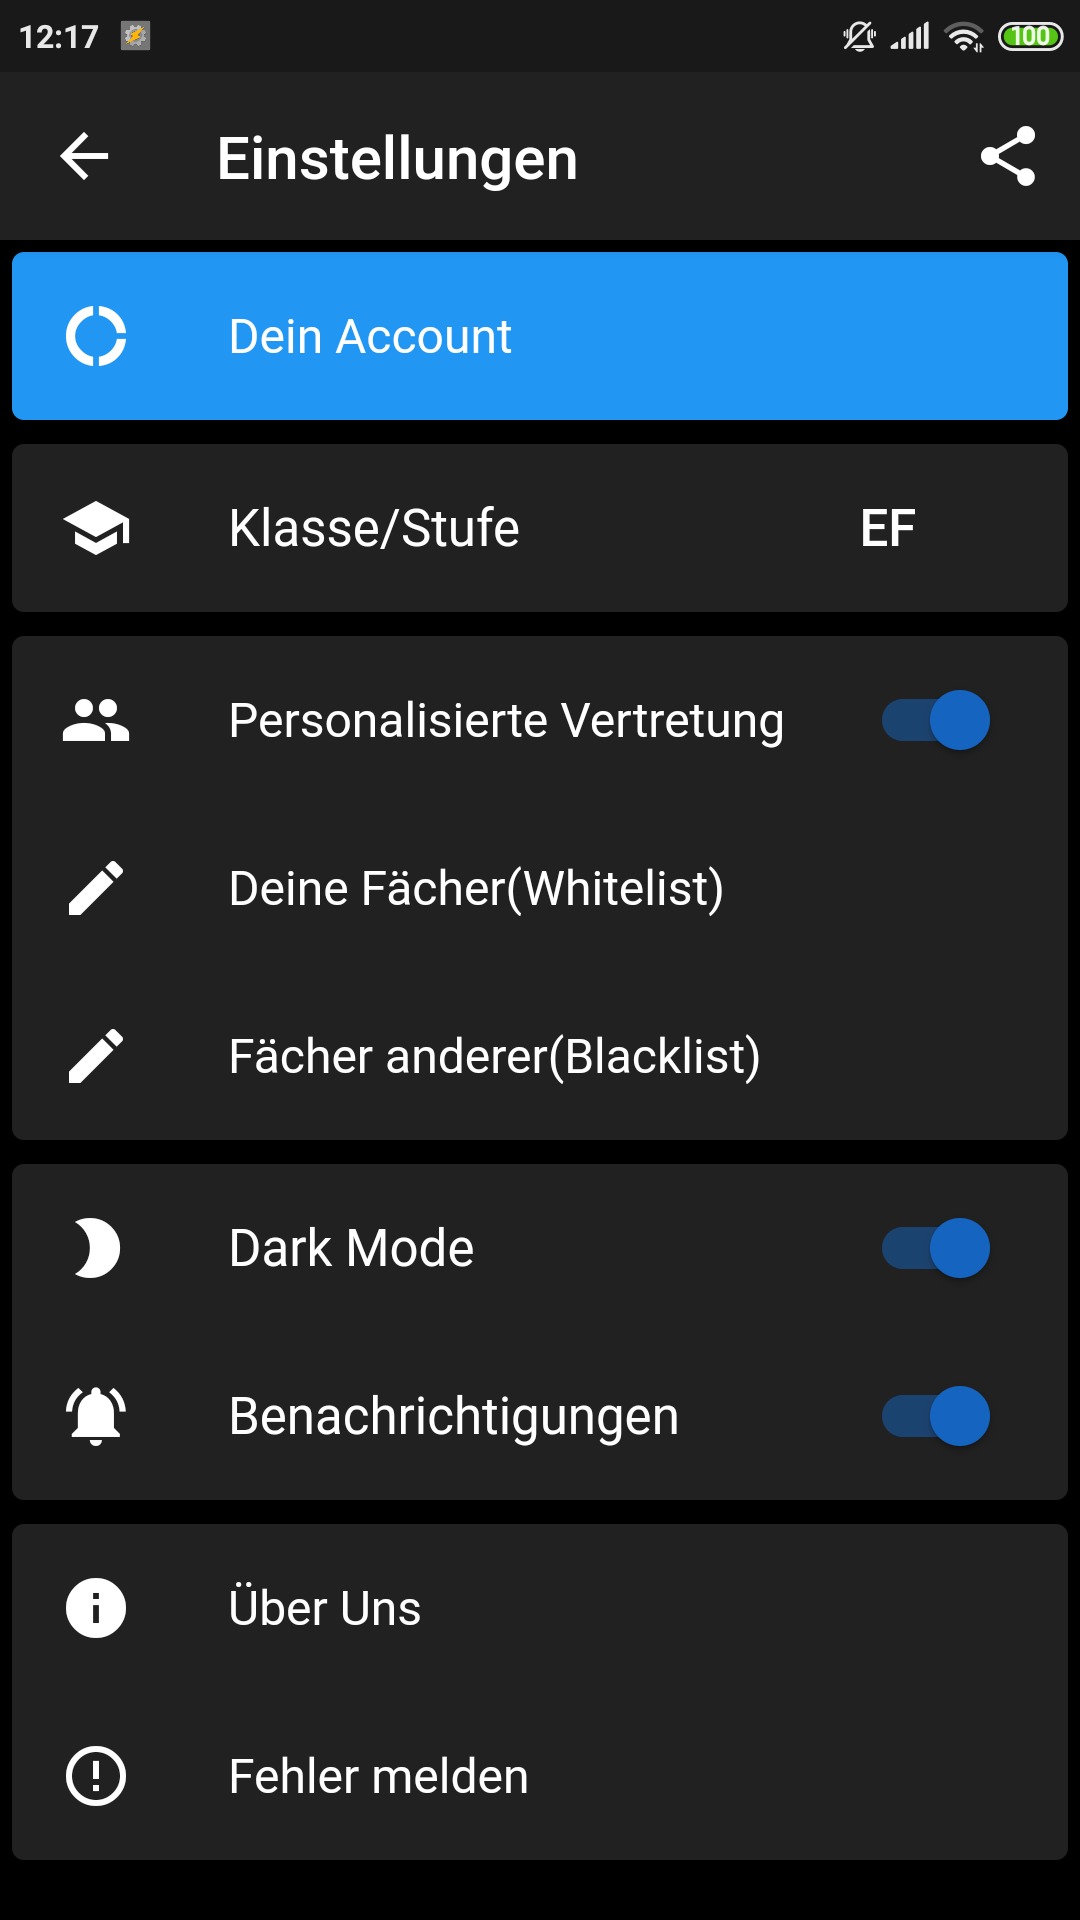 12:17
100
Einstellungen
Dein Account
Klasse/Stufe EF
Personalisierte Vertretung
Deine Fächer(Whitelist)
Fächer anderer(Blacklist)
Dark Mode
Benachrichtigungen
Über Uns
Fehler melden